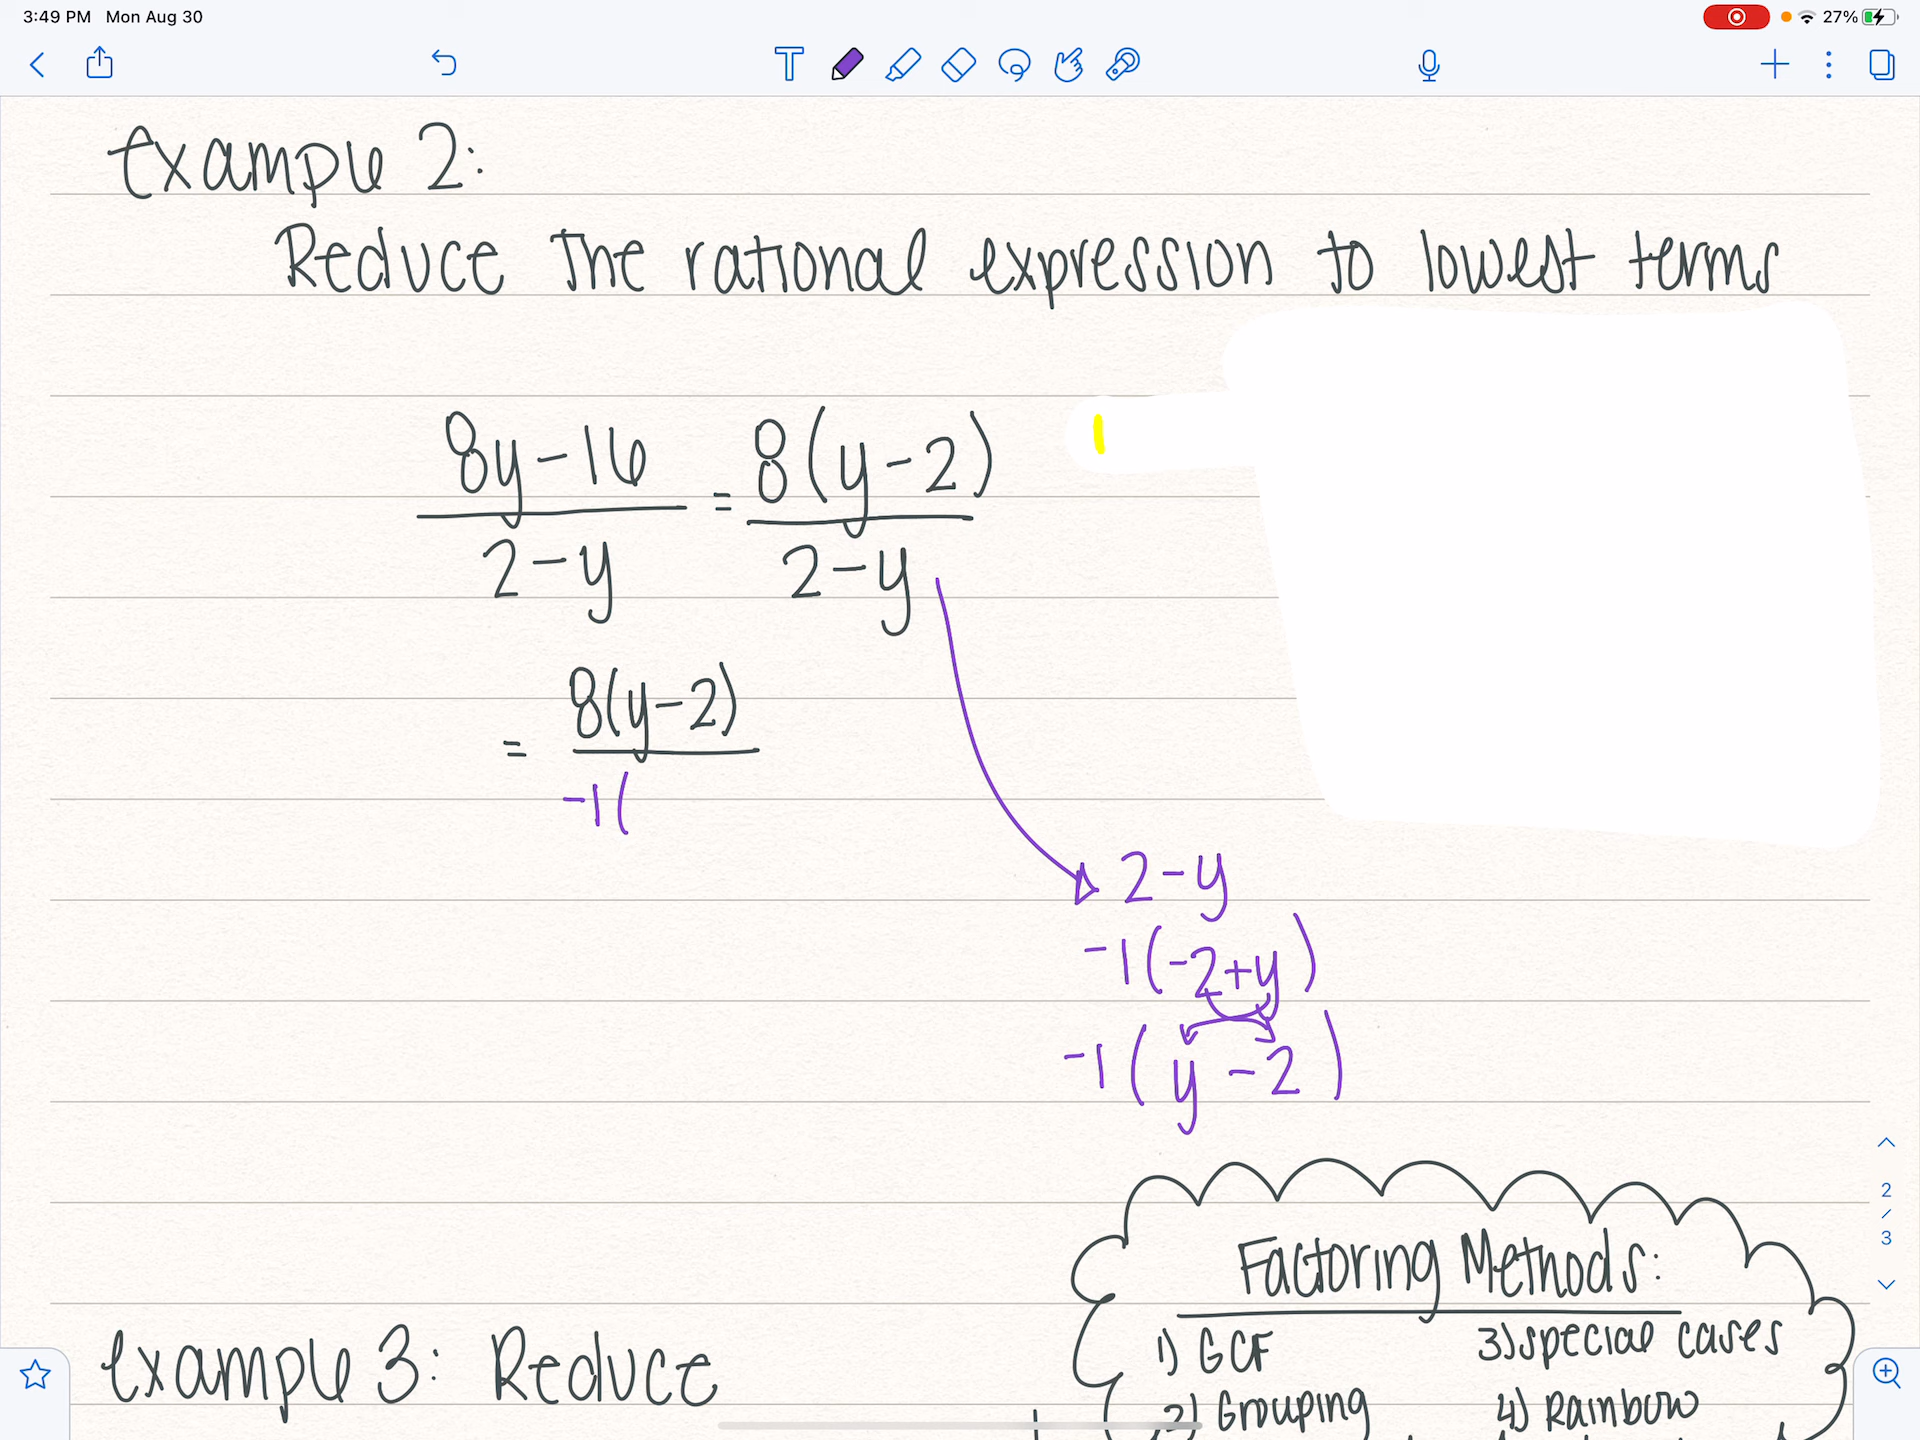 3:49 PM Mon Aug 30
27%
T
Example 2:
Reduce the rational expression to lowest terms
8y-16 = 8(y-2)
2-y 2-y
= 8(y-2)
-1(
2-y
-1(-2+y)
-1(y-2)
2
/
3
Factoring Methods:
1) GCF 3) special cases
2) Grouping 4) Rainbow
Example 3: Reduce